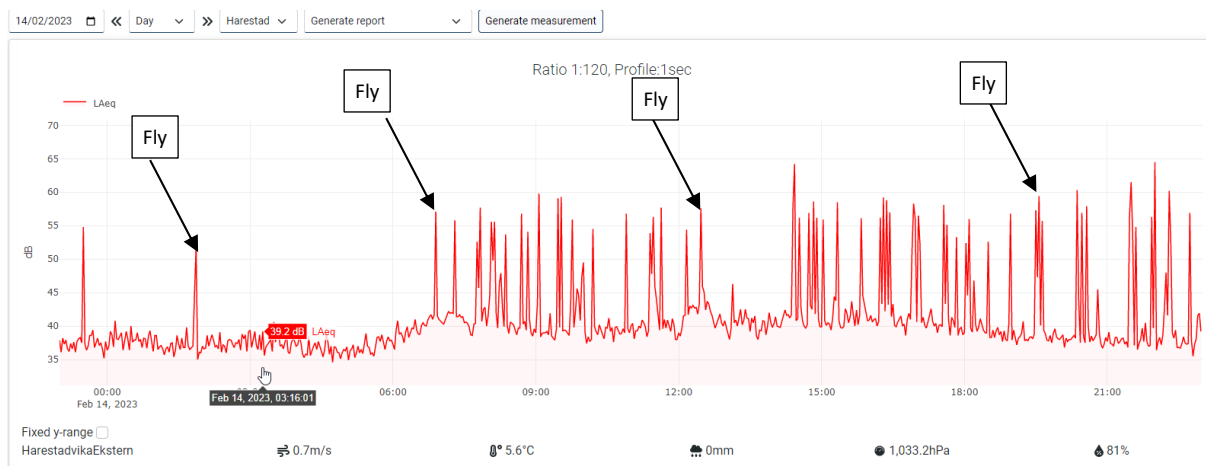 14/02/2023 Day Harestad Generate report Generate measurement
Ratio 1:120, Profile:1sec
LAeq
Fly
Fly
Fly
Fly
70
65
60
55
50
45
40
35
dB
39.2 dB LAeq
00:00 06:00 09:00 12:00 15:00 18:00 21:00
Feb 14, 2023
Feb 14, 2023, 03:16:01
Fixed y-range
HarestadvikaEkstern 0.7m/s 5.6°C 0mm 1,033.2hPa 81%